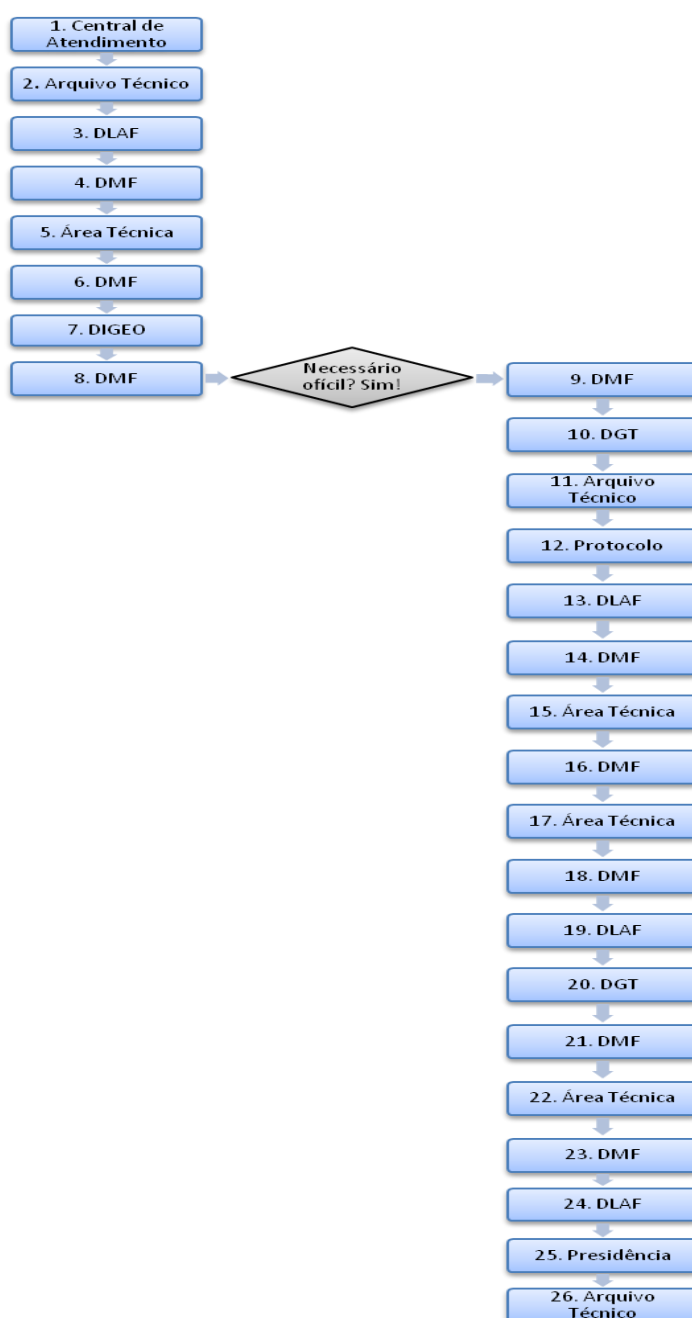 1. Central de
Atendimento
2. Arquivo Técnico
3. DLAF
4. DMF
5. Área Técnica
6. DMF
7. DIGEO
8. DMF
Necessário
ofícil? Sim!
9. DMF
10. DGT
11. Arquivo
Técnico
12. Protocolo
13. DLAF
14. DMF
15. Área Técnica
16. DMF
17. Área Técnica
18. DMF
19. DLAF
20. DGT
21. DMF
22. Área Técnica
23. DMF
24. DLAF
25. Presidência
26. Arquivo
Técnico